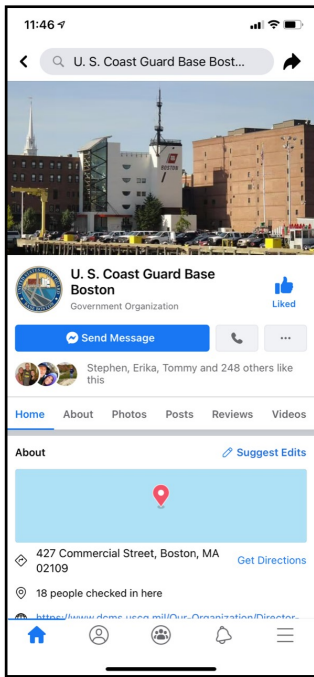 11:46
U. S. Coast Guard Base Bost...
U. S. Coast Guard Base
Boston
Government Organization
Liked
Send Message
Stephen, Erika, Tommy and 248 others like
this
Home About Photos Posts Reviews Videos
About
Suggest Edits
427 Commercial Street, Boston, MA
02109
Get Directions
18 people checked in here
https://www.dcms.uscg.mil/Our-Organization/Director-